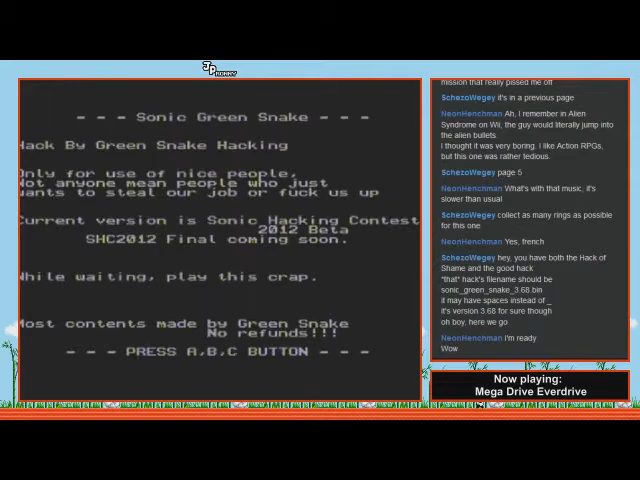 JP
RONNY
- - - Sonic Green Snake - - -
Hack By Green Snake Hacking
Only for use of nice people,
Not anyone mean people who just
wants to steal our job or fuck us up
Current version is Sonic Hacking Contest
2012 Beta
SHC2012 Final coming soon.
While waiting, play this crap.
Most contents made by Green Snake
No refunds!!!
- - - PRESS A,B,C BUTTON - - -
mission that really pissed me off
SchezoWegey it's in a previous page
NeonHenchman Ah, I remember in Alien
Syndrome on Wii, the guy would literally jump into
the alien bullets.
I thought it was very boring. I like Action RPGs,
but this one was rather tedious.
SchezoWegey page 5
NeonHenchman What's with that music, it's
slower than usual
SchezoWegey collect as many rings as possible
for this one
NeonHenchman Yes, french
SchezoWegey hey, you have both the Hack of
Shame and the good hack
*that* hack's filename should be
sonic_green_snake_3.68.bin
it may have spaces instead of _
it's version 3.68 for sure though
oh boy, here we go
NeonHenchman I'm ready
Wow
Now playing:
Mega Drive Everdrive